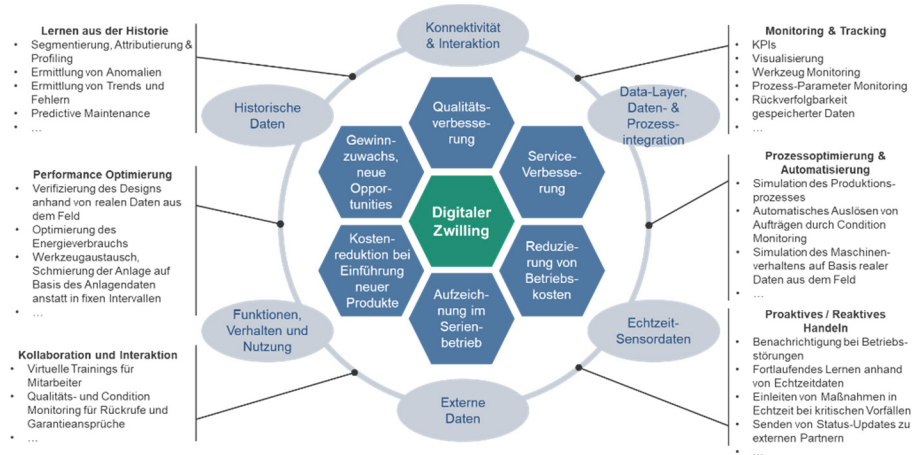 Lernen aus der Historie
• Segmentierung, Attributierung &
Profiling
• Ermittlung von Anomalien
• Ermittlung von Trends und
Fehlern
• Predictive Maintenance
• …
Performance Optimierung
• Verifizierung des Designs
anhand von realen Daten aus
dem Feld
• Optimierung des
Energieverbrauchs
• Werkzeugaustausch,
Schmierung der Anlage auf
Basis des Anlagendaten
anstatt in fixen Intervallen
• …
Kollaboration und Interaktion
• Virtuelle Trainings für
Mitarbeiter
• Qualitäts- und Condition
Monitoring für Rückrufe und
Garantieansprüche
• …
Konnektivität
& Interaktion
Historische
Daten
Data-Layer,
Daten- &
Prozess-
integration
Funktionen,
Verhalten und
Nutzung
Echtzeit-
Sensordaten
Externe
Daten
Qualitäts-
verbesse-
rung
Gewinn-
zuwachs,
neue
Oppor-
tunities
Service-
Verbesse-
rung
Digitaler
Zwilling
Kosten-
reduktion bei
Einführung
neuer
Produkte
Reduzie-
rung von
Betriebs-
kosten
Aufzeich-
nung im
Serien-
betrieb
Monitoring & Tracking
• KPIs
• Visualisierung
• Werkzeug Monitoring
• Prozess-Parameter Monitoring
• Rückverfolgbarkeit
gespeicherter Daten
• …
Prozessoptimierung &
Automatisierung
• Simulation des Produktions-
prozesses
• Automatisches Auslösen von
Aufträgen durch Condition
Monitoring
• Simulation des Maschinen-
verhaltens auf Basis realer
Daten aus dem Feld
• …
Proaktives / Reaktives
Handeln
• Benachrichtigung bei Betriebs-
störungen
• Fortlaufendes Lernen anhand
von Echtzeitdaten
• Einleiten von Maßnahmen in
Echtzeit bei kritischen Vorfällen
• Senden von Status-Updates zu
externen Partnern
• …